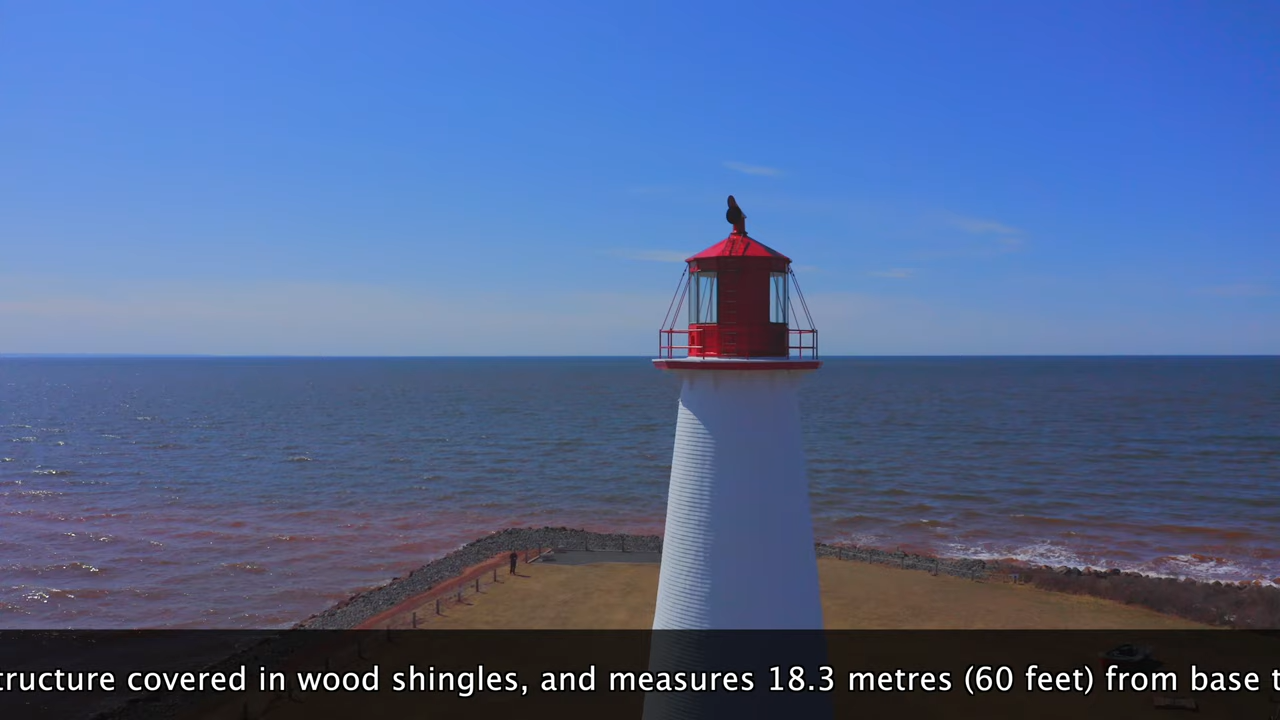 tructure covered in wood shingles, and measures 18.3 metres (60 feet) from base t